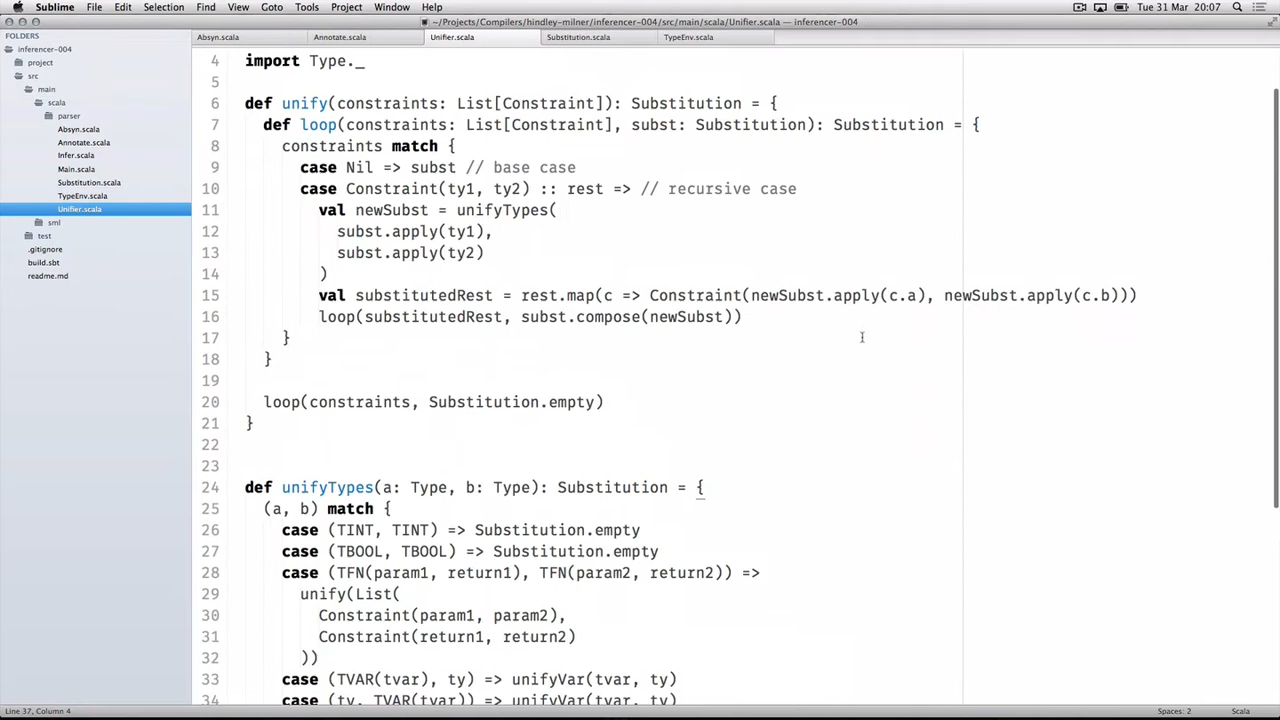 Sublime File Edit Selection Find View Goto Tools Project Window Help Tue 31 Mar 20:07
~/Projects/Compilers/hindley-milner/inferencer-004/src/main/scala/Unifier.scala — inferencer-004
FOLDERS
inferencer-004
project
src
main
scala
parser
Absyn.scala
Annotate.scala
Infer.scala
Main.scala
Substitution.scala
TypeEnv.scala
Unifier.scala
sml
test
.gitignore
build.sbt
readme.md
Absyn.scala Annotate.scala Unifier.scala Substitution.scala TypeEnv.scala
4 import Type._
5
6 def unify(constraints: List[Constraint]): Substitution = {
7 def loop(constraints: List[Constraint], subst: Substitution): Substitution = {
8 constraints match {
9 case Nil => subst // base case
10 case Constraint(ty1, ty2) :: rest => // recursive case
11 val newSubst = unifyTypes(
12 subst.apply(ty1),
13 subst.apply(ty2)
14 )
15 val substitutedRest = rest.map(c => Constraint(newSubst.apply(c.a), newSubst.apply(c.b)))
16 loop(substitutedRest, subst.compose(newSubst))
17 }
18 }
19
20 loop(constraints, Substitution.empty)
21 }
22
23
24 def unifyTypes(a: Type, b: Type): Substitution = {
25 (a, b) match {
26 case (TINT, TINT) => Substitution.empty
27 case (TBOOL, TBOOL) => Substitution.empty
28 case (TFN(param1, return1), TFN(param2, return2)) =>
29 unify(List(
30 Constraint(param1, param2),
31 Constraint(return1, return2)
32 ))
33 case (TVAR(tvar), ty) => unifyVar(tvar, ty)
34 case (ty, TVAR(tvar)) => unifyVar(tvar, ty)
Line 37, Column 4 Spaces: 2 Scala